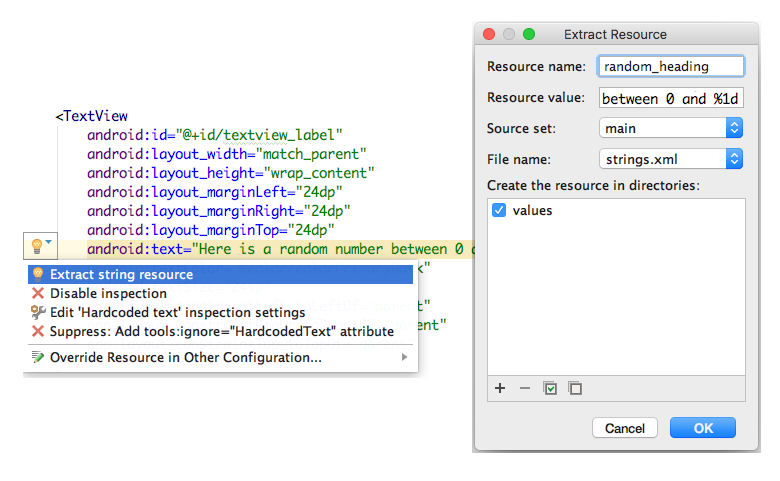 <TextView
android:id="@+id/textview_label"
android:layout_width="match_parent"
android:layout_height="wrap_content"
android:layout_marginLeft="24dp"
android:layout_marginRight="24dp"
android:layout_marginTop="24dp"
android:text="Here is a random number between 0
Extract string resource
Disable inspection
Edit 'Hardcoded text' inspection settings
Suppress: Add tools:ignore="HardcodedText" attribute
Override Resource in Other Configuration...
Extract Resource
Resource name: random_heading
Resource value: between 0 and %1d
Source set: main
File name: strings.xml
Create the resource in directories:
values
Cancel OK